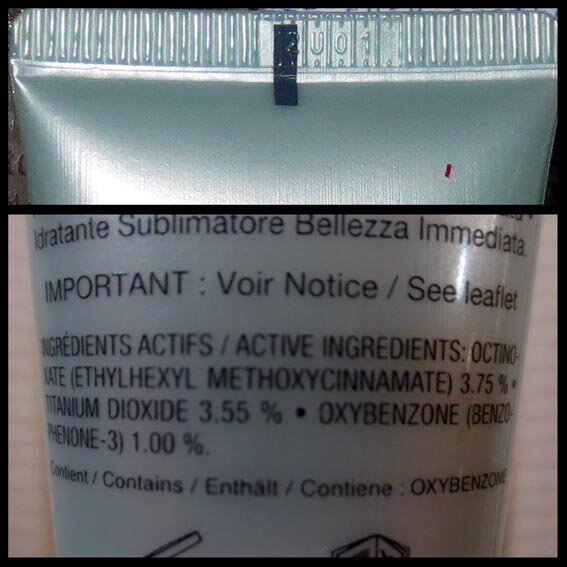 Idratante Sublimatore Bellezza Immediata.
IMPORTANT : Voir Notice / See leaflet
INGRÉDIENTS ACTIFS / ACTIVE INGREDIENTS: OCTINO-
XATE (ETHYLHEXYL METHOXYCINNAMATE) 3.75 % •
TITANIUM DIOXIDE 3.55 % • OXYBENZONE (BENZO-
PHENONE-3) 1.00 %.
Contient / Contains / Enthält / Contiene : OXYBENZONE